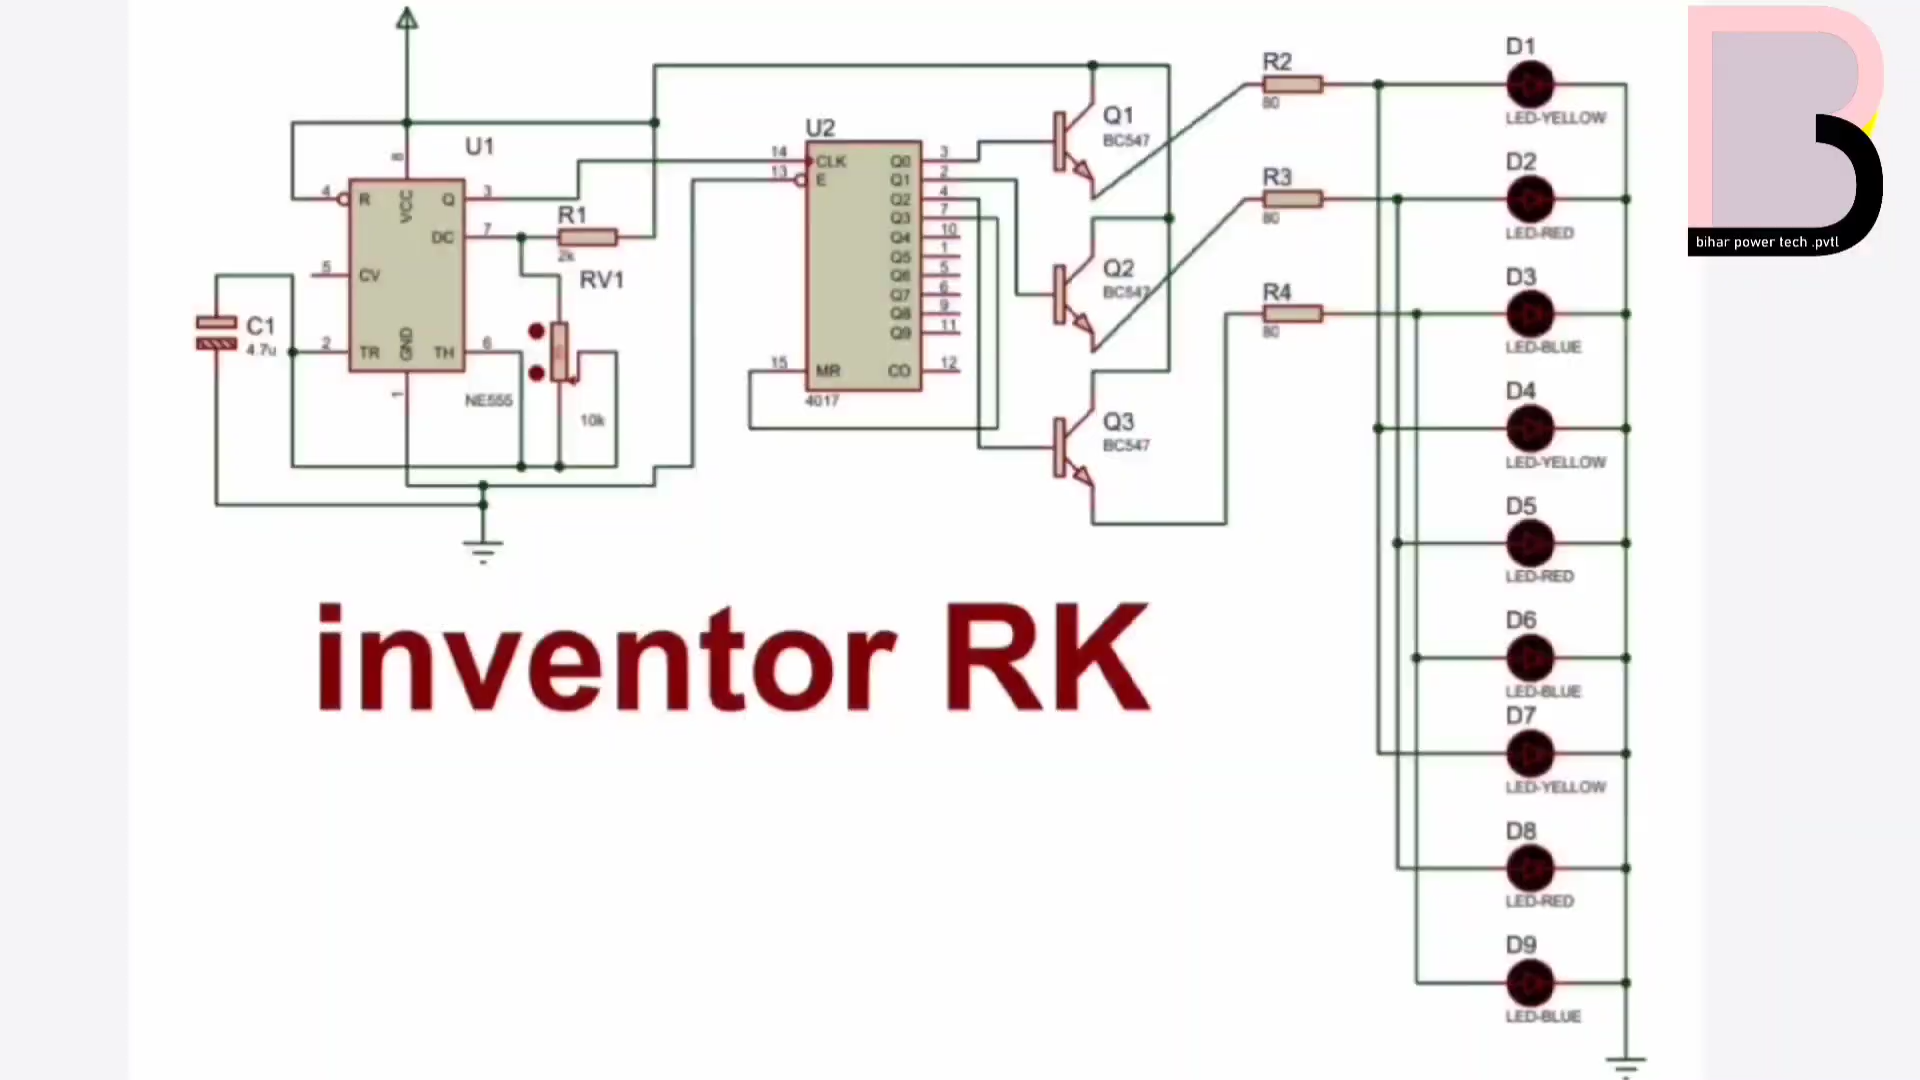 U1
8
VCC
4
R
Q
3
DC
7
5
CV
2
TR
GND
TH
6
1
NE555
C1
4.7u
R1
2k
RV1
10k
U2
14
CLK
13
E
Q0
3
Q1
2
Q2
4
Q3
7
Q4
10
Q5
1
Q6
5
Q7
6
Q8
9
Q9
11
15
MR
CO
12
4017
Q1
BC547
Q2
BC547
Q3
BC547
R2
80
R3
80
R4
80
D1
LED-YELLOW
D2
LED-RED
D3
LED-BLUE
D4
LED-YELLOW
D5
LED-RED
D6
LED-BLUE
D7
LED-YELLOW
D8
LED-RED
D9
LED-BLUE
inventor RK
bihar power tech .pvtl